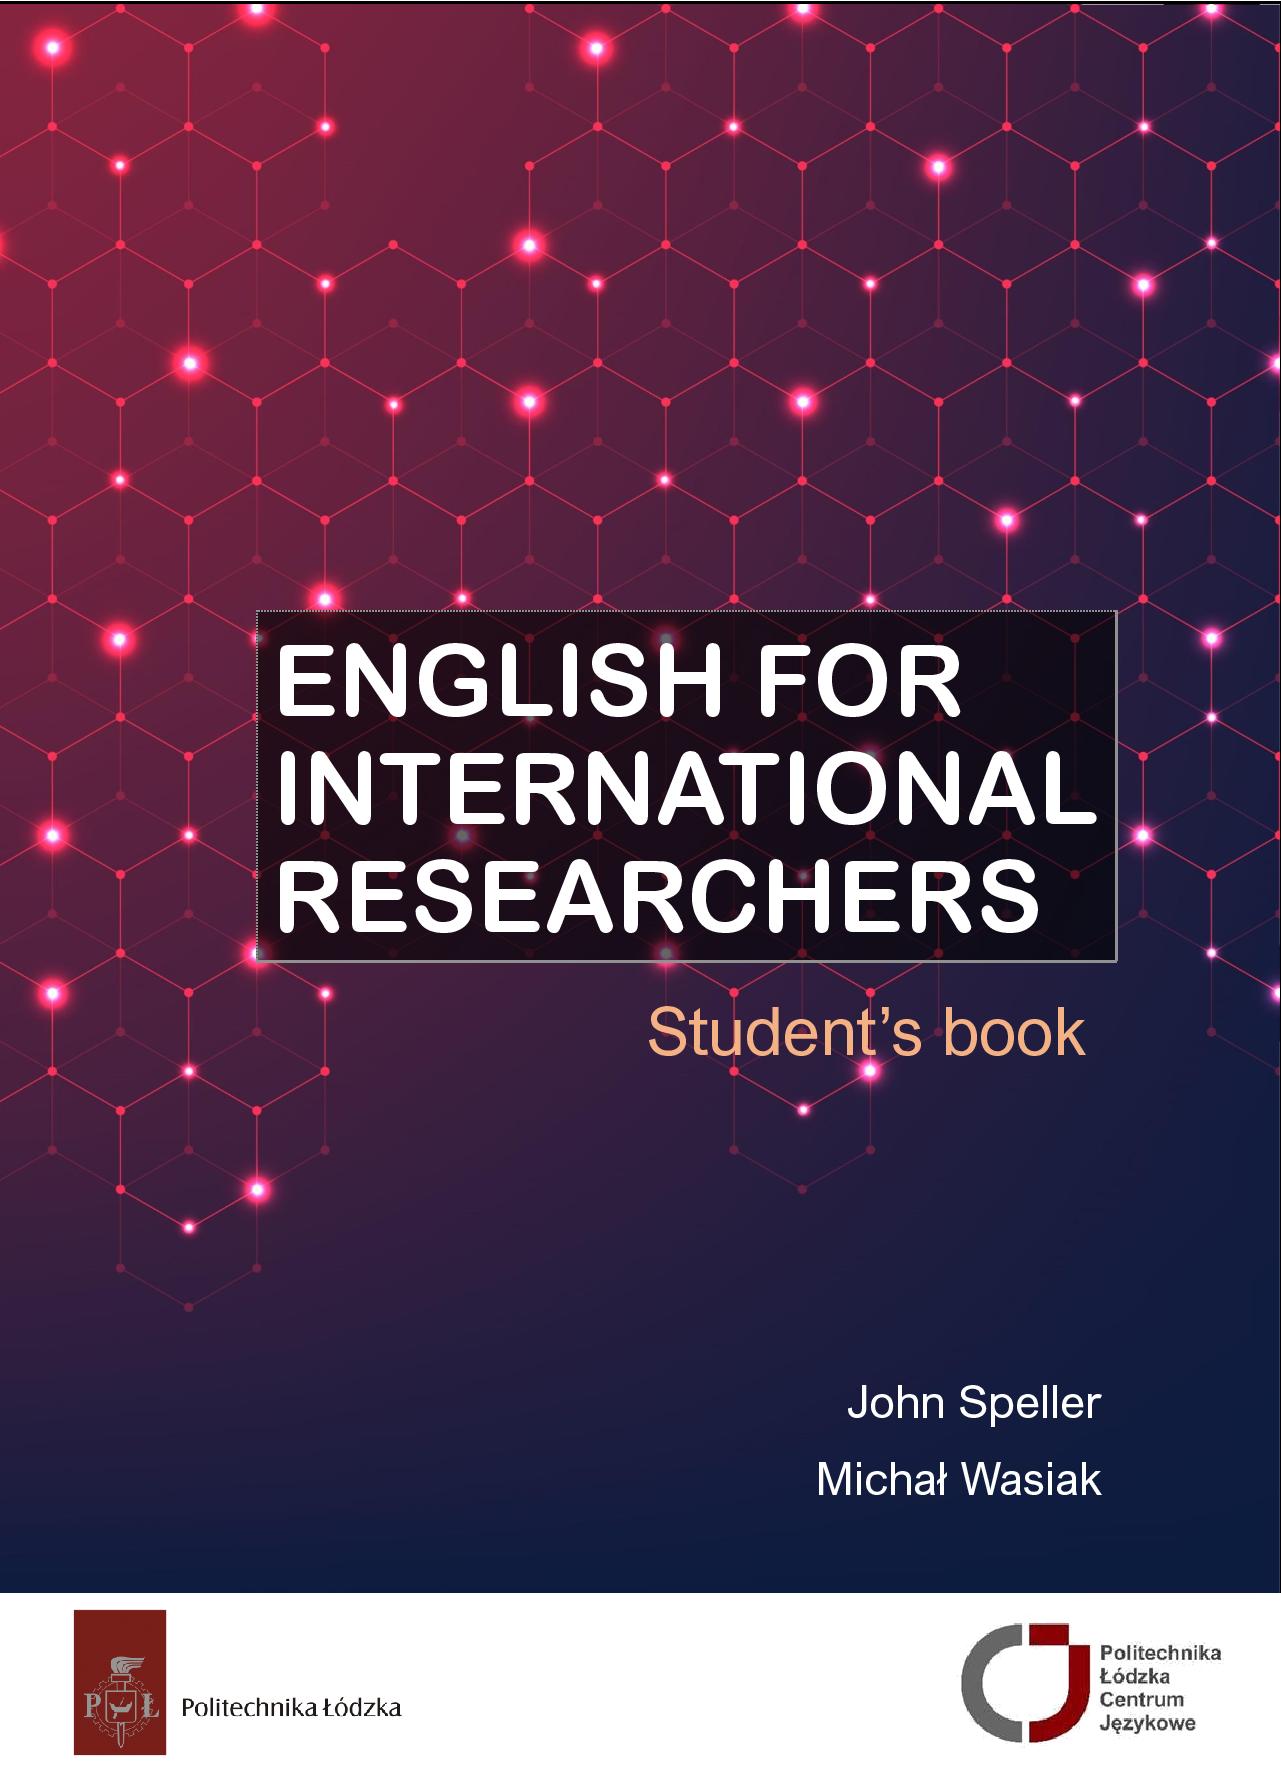 ENGLISH FOR
INTERNATIONAL
RESEARCHERS
Student’s book
John Speller
Michał Wasiak
P Ł
Politechnika Łódzka
Politechnika
Łódzka
Centrum
Językowe